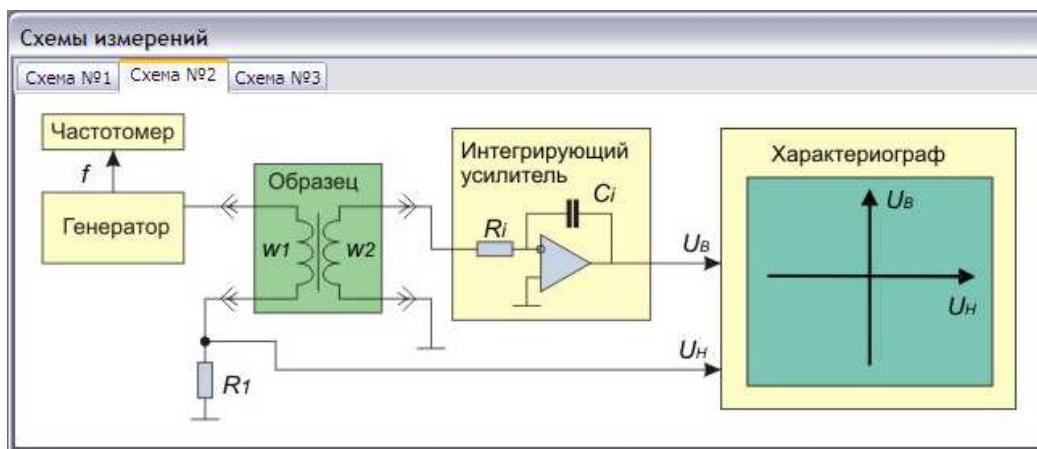 Схемы измерений
Схема №1 Схема №2 Схема №3
Частотомер
f
Генератор
Образец
w1 w2
R1
Интегрирующий
усилитель
Ci
Ri
UB
UH
Характериограф
UB
UH